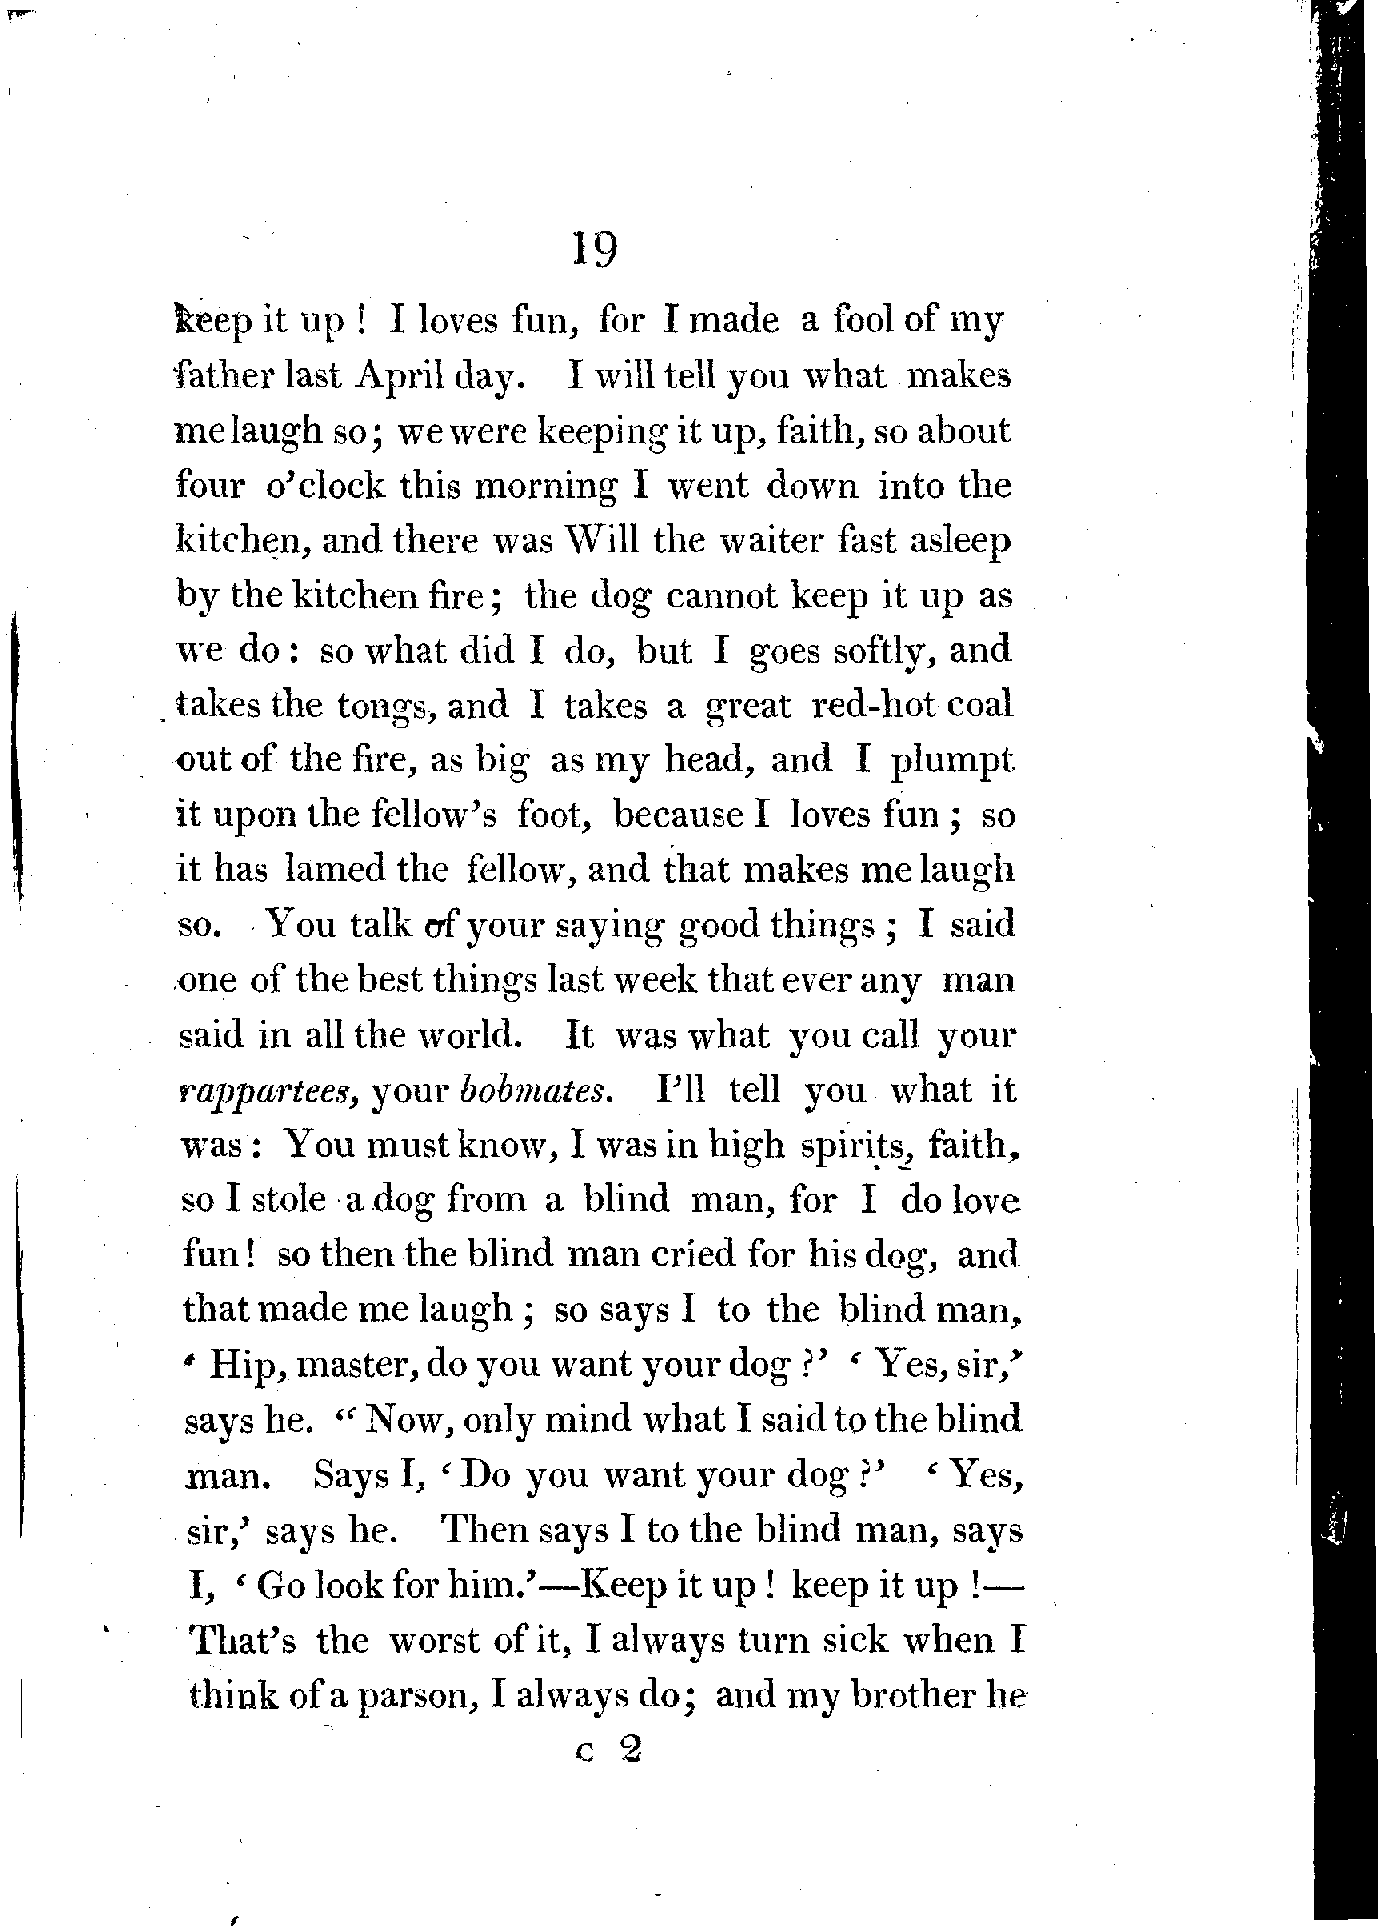 19
keep it up ! I loves fun, for I made a fool of my
father last April day. I will tell you what makes
me laugh so; we were keeping it up, faith, so about
four o'clock this morning I went down into the
kitchen, and there was Will the waiter fast asleep
by the kitchen fire; the dog cannot keep it up as
we do: so what did I do, but I goes softly, and
takes the tongs, and I takes a great red-hot coal
out of the fire, as big as my head, and I plumpt
it upon the fellow's foot, because I loves fun ; so
it has lamed the fellow, and that makes me laugh
so. You talk of your saying good things ; I said
one of the best things last week that ever any man
said in all the world. It was what you call your
rappartees, your bobmates. I'll tell you what it
was: You must know, I was in high spirits, faith,
so I stole a dog from a blind man, for I do love
fun! so then the blind man cried for his dog, and
that made me laugh ; so says I to the blind man,
‘ Hip, master, do you want your dog ?’ ‘ Yes, sir,’
says he. “ Now, only mind what I said to the blind
man. Says I, ‘ Do you want your dog ?’ ‘ Yes,
sir,’ says he. Then says I to the blind man, says
I, ‘ Go look for him.’—Keep it up ! keep it up !—
That's the worst of it, I always turn sick when I
think of a parson, I always do; and my brother he
C 2